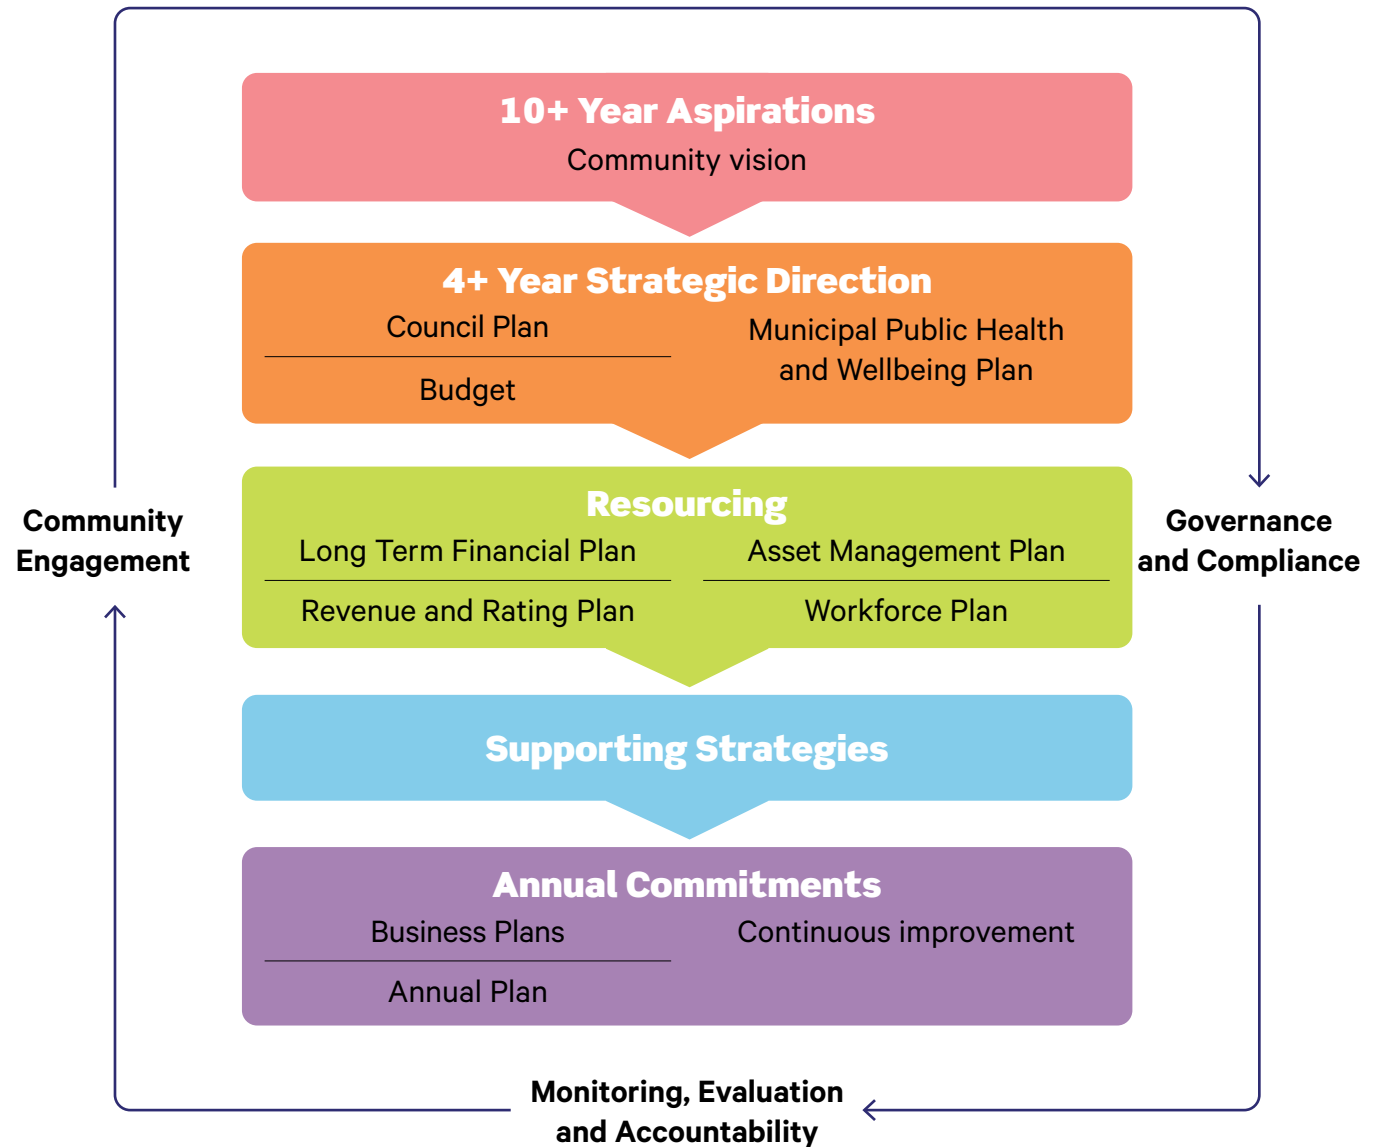 10+ Year Aspirations
Community vision
4+ Year Strategic Direction
Council Plan
Budget
Municipal Public Health
and Wellbeing Plan
Resourcing
Long Term Financial Plan
Revenue and Rating Plan
Asset Management Plan
Workforce Plan
Supporting Strategies
Annual Commitments
Business Plans
Annual Plan
Continuous improvement
Community
Engagement
Governance
and Compliance
Monitoring, Evaluation
and Accountability